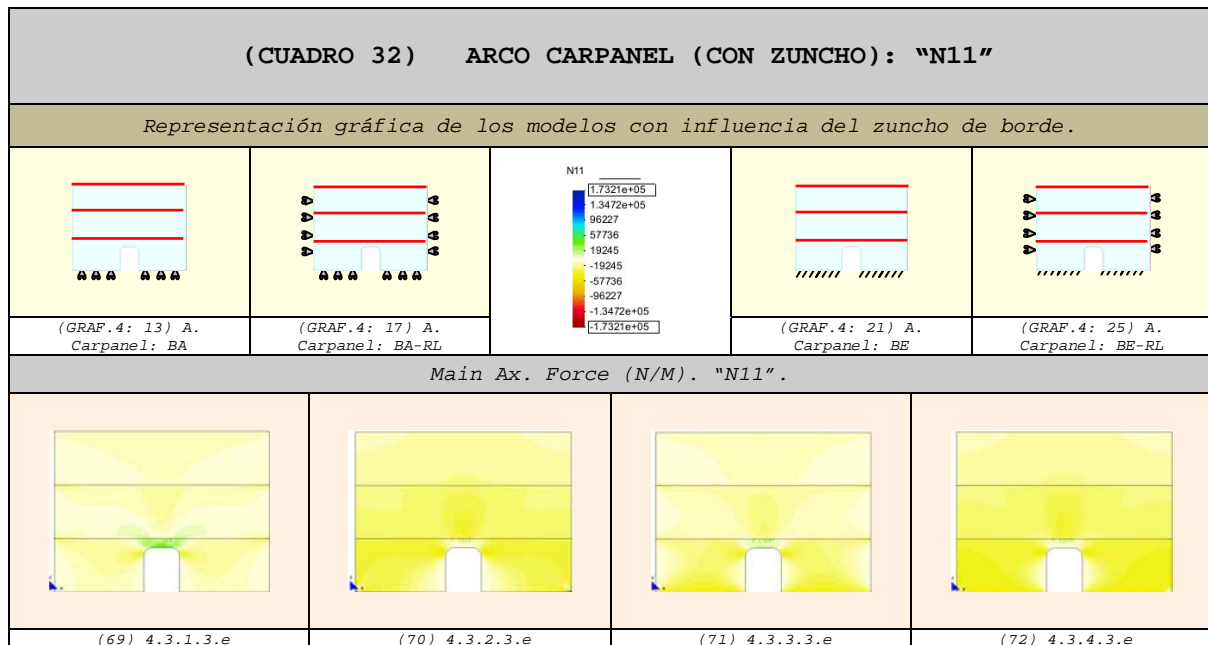 (CUADRO 32) ARCO CARPANEL (CON ZUNCHO): “N11”
Representación gráfica de los modelos con influencia del zuncho de borde.
N11
1.7321e+05
1.3472e+05
96227
57736
19245
-19245
-57736
-96227
-1.3472e+05
-1.7321e+05
(GRAF.4: 13) A.
Carpanel: BA
(GRAF.4: 17) A.
Carpanel: BA-RL
(GRAF.4: 21) A.
Carpanel: BE
(GRAF.4: 25) A.
Carpanel: BE-RL
Main Ax. Force (N/M). “N11”.
(69) 4.3.1.3.e
(70) 4.3.2.3.e
(71) 4.3.3.3.e
(72) 4.3.4.3.e